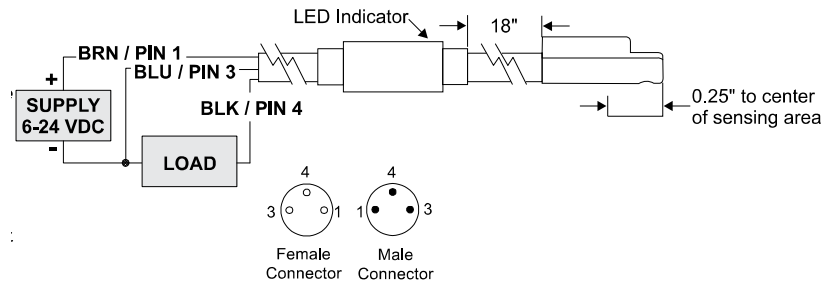 LED Indicator
18"
BRN / PIN 1
BLU / PIN 3
+
SUPPLY
6-24 VDC
-
BLK / PIN 4
0.25" to center
of sensing area
LOAD
4
4
3
1
1
3
Female
Connector
Male
Connector